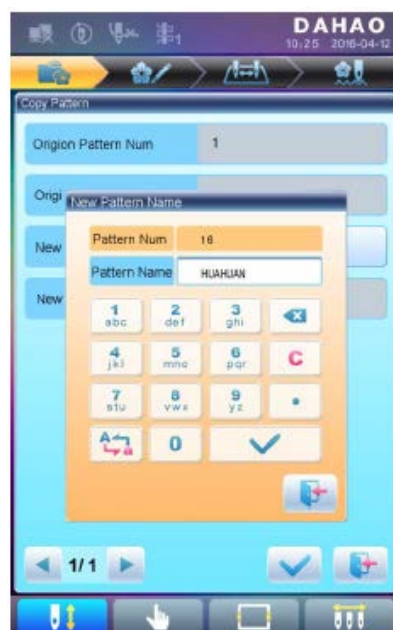 DAHAO
1
10:25 2016-04-12
Copy Pattern
Origion Pattern Num 1
Origi
New Pattern Name
New
Pattern Num 16
Pattern Name HUAHUAN
New
1 2 3
abc def ghi
4 5 6 C
jkl mno pqr
7 8 9 .
stu vwx yz
A a 0
1/1